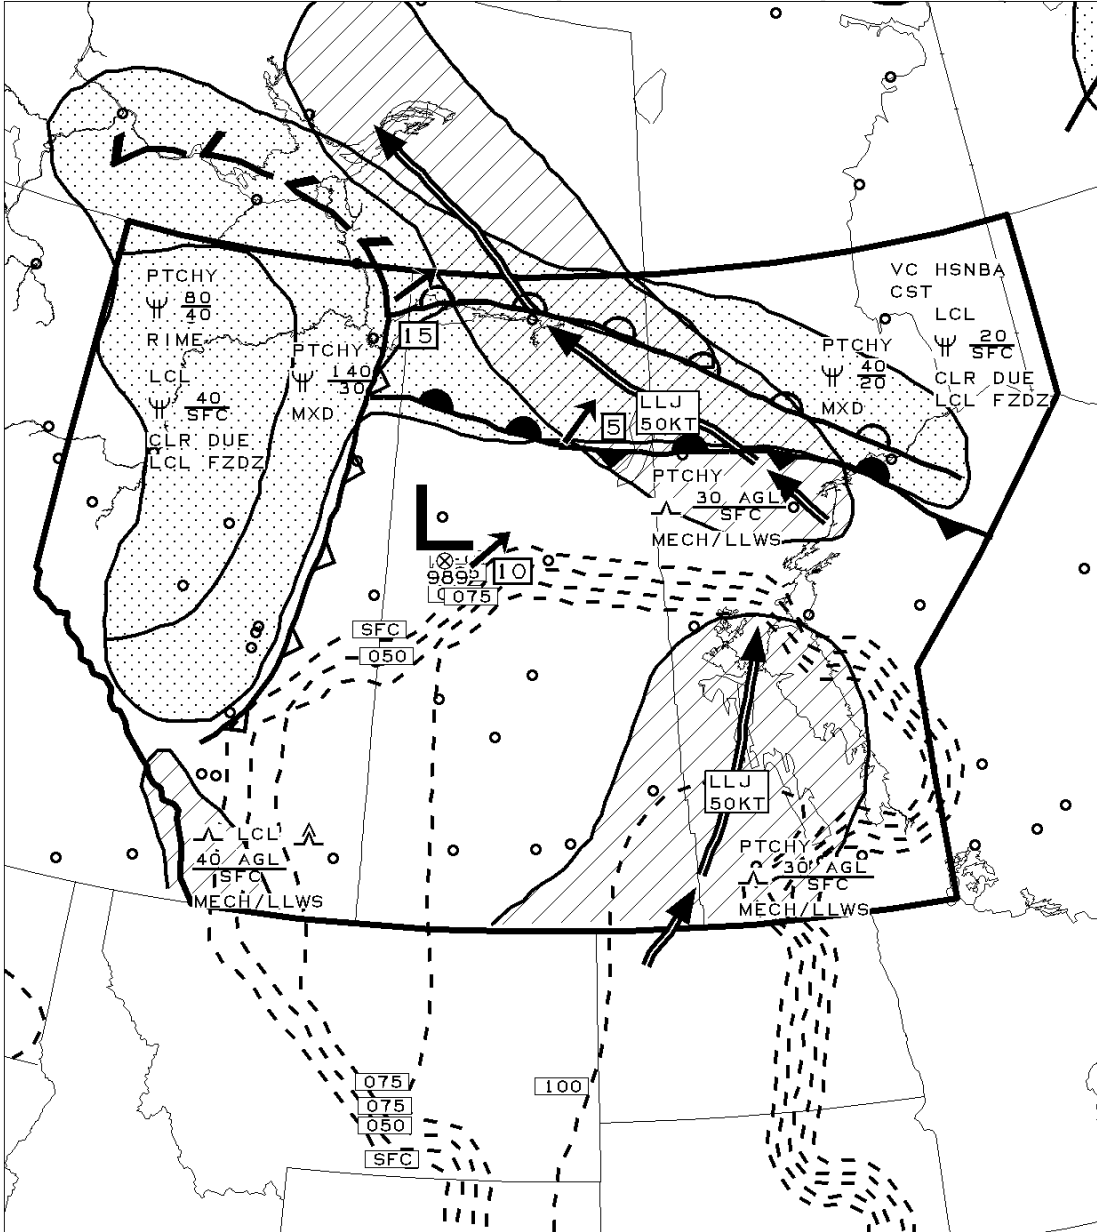 VC HSNBA
CST
LCL
20
SFC
CLR DUE
LCL FZDZ
PTCHY
80
40
RIME
LCL
40
SFC
CLR DUE
LCL FZDZ
PTCHY
140
30
MXD
15
PTCHY
40
20
MXD
LLJ
50KT
5
PTCHY
30 AGL
SFC
MECH/LLWS
L
989
10
075
SFC
050
LLJ
50KT
LCL
40 AGL
SFC
MECH/LLWS
PTCHY
30 AGL
SFC
MECH/LLWS
075
100
075
050
SFC